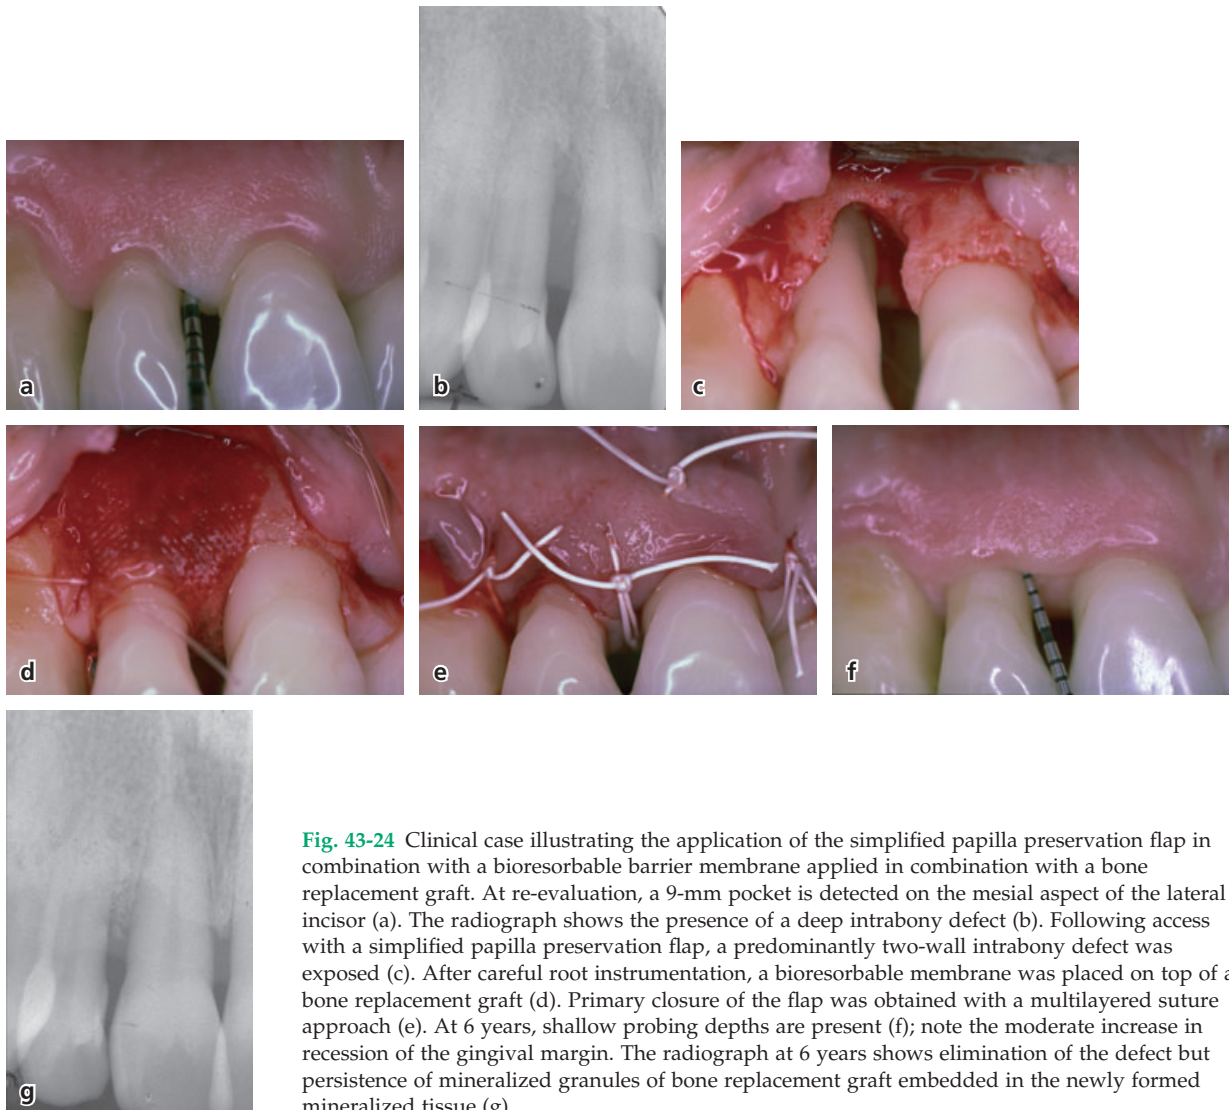 a
b
c
d
e
f
g
Fig. 43-24 Clinical case illustrating the application of the simplified papilla preservation flap in
combination with a bioresorbable barrier membrane applied in combination with a bone
replacement graft. At re-evaluation, a 9-mm pocket is detected on the mesial aspect of the lateral
incisor (a). The radiograph shows the presence of a deep intrabony defect (b). Following access
with a simplified papilla preservation flap, a predominantly two-wall intrabony defect was
exposed (c). After careful root instrumentation, a bioresorbable membrane was placed on top of a
bone replacement graft (d). Primary closure of the flap was obtained with a multilayered suture
approach (e). At 6 years, shallow probing depths are present (f); note the moderate increase in
recession of the gingival margin. The radiograph at 6 years shows elimination of the defect but
persistence of mineralized granules of bone replacement graft embedded in the newly formed
mineralized tissue (g)